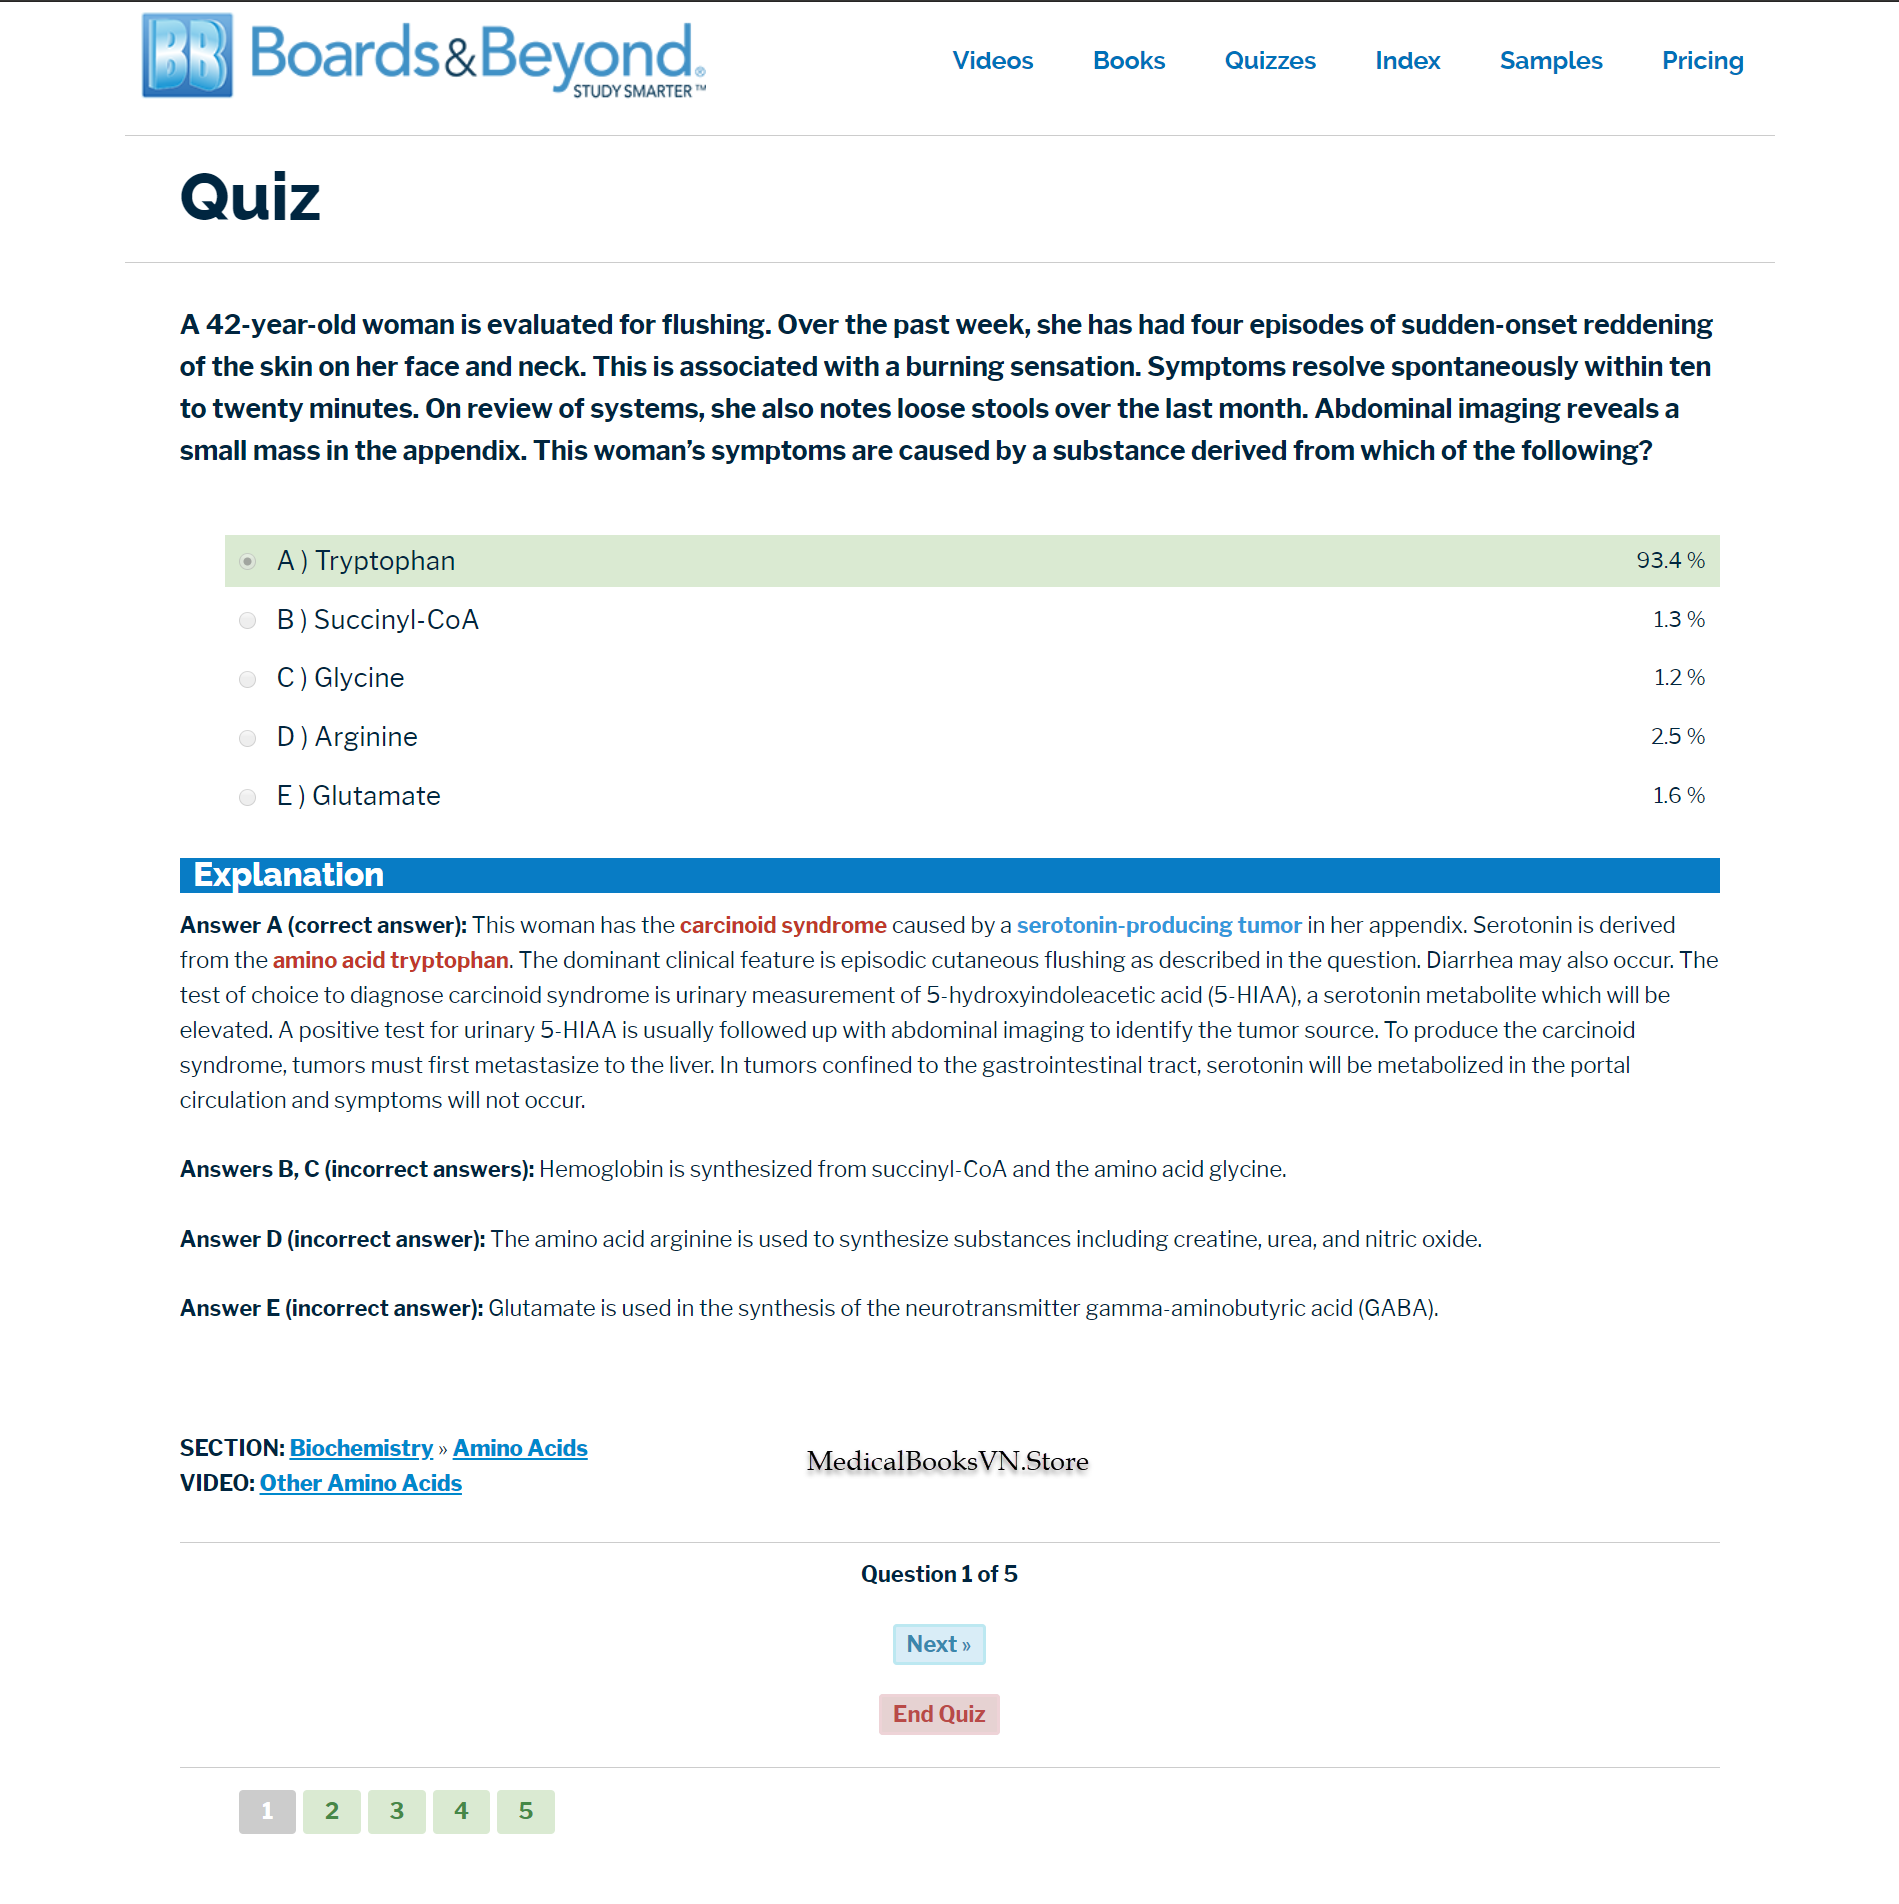 BB Boards&Beyond®
STUDY SMARTER™
Videos Books Quizzes Index Samples Pricing
Quiz
A 42-year-old woman is evaluated for flushing. Over the past week, she has had four episodes of sudden-onset reddening
of the skin on her face and neck. This is associated with a burning sensation. Symptoms resolve spontaneously within ten
to twenty minutes. On review of systems, she also notes loose stools over the last month. Abdominal imaging reveals a
small mass in the appendix. This woman’s symptoms are caused by a substance derived from which of the following?
A ) Tryptophan 93.4 %
B ) Succinyl-CoA 1.3 %
C ) Glycine 1.2 %
D ) Arginine 2.5 %
E ) Glutamate 1.6 %
Explanation
Answer A (correct answer): This woman has the carcinoid syndrome caused by a serotonin-producing tumor in her appendix. Serotonin is derived
from the amino acid tryptophan. The dominant clinical feature is episodic cutaneous flushing as described in the question. Diarrhea may also occur. The
test of choice to diagnose carcinoid syndrome is urinary measurement of 5-hydroxyindoleacetic acid (5-HIAA), a serotonin metabolite which will be
elevated. A positive test for urinary 5-HIAA is usually followed up with abdominal imaging to identify the tumor source. To produce the carcinoid
syndrome, tumors must first metastasize to the liver. In tumors confined to the gastrointestinal tract, serotonin will be metabolized in the portal
circulation and symptoms will not occur.
Answers B, C (incorrect answers): Hemoglobin is synthesized from succinyl-CoA and the amino acid glycine.
Answer D (incorrect answer): The amino acid arginine is used to synthesize substances including creatine, urea, and nitric oxide.
Answer E (incorrect answer): Glutamate is used in the synthesis of the neurotransmitter gamma-aminobutyric acid (GABA).
SECTION: Biochemistry » Amino Acids
MedicalBooksVN.Store
VIDEO: Other Amino Acids
Question 1 of 5
Next »
End Quiz
1 2 3 4 5